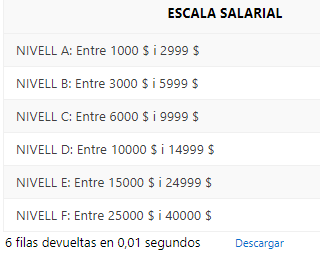 ESCALA SALARIAL
NIVELL A: Entre 1000 $ i 2999 $
NIVELL B: Entre 3000 $ i 5999 $
NIVELL C: Entre 6000 $ i 9999 $
NIVELL D: Entre 10000 $ i 14999 $
NIVELL E: Entre 15000 $ i 24999 $
NIVELL F: Entre 25000 $ i 40000 $
6 filas devueltas en 0,01 segundos Descargar